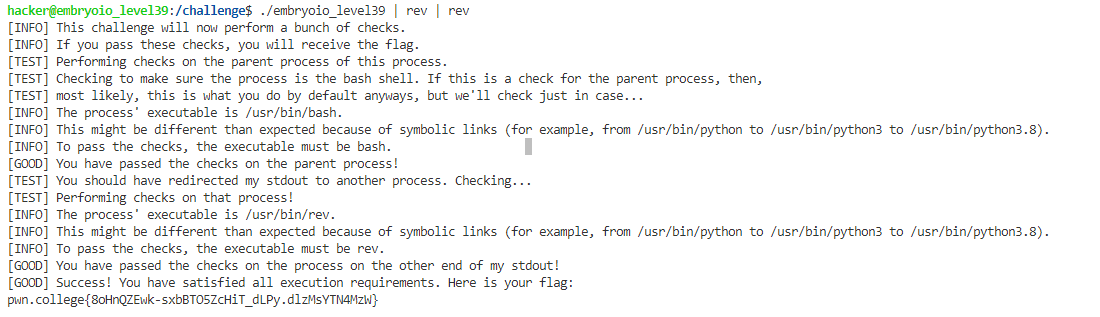 hacker@embryoio_level39:/challenge$ ./embryoio_level39 | rev | rev
[INFO] This challenge will now perform a bunch of checks.
[INFO] If you pass these checks, you will receive the flag.
[TEST] Performing checks on the parent process of this process.
[TEST] Checking to make sure the process is the bash shell. If this is a check for the parent process, then,
[TEST] most likely, this is what you do by default anyways, but we'll check just in case...
[INFO] The process' executable is /usr/bin/bash.
[INFO] This might be different than expected because of symbolic links (for example, from /usr/bin/python to /usr/bin/python3 to /usr/bin/python3.8).
[INFO] To pass the checks, the executable must be bash.
[GOOD] You have passed the checks on the parent process!
[TEST] You should have redirected my stdout to another process. Checking...
[TEST] Performing checks on that process!
[INFO] The process' executable is /usr/bin/rev.
[INFO] This might be different than expected because of symbolic links (for example, from /usr/bin/python to /usr/bin/python3 to /usr/bin/python3.8).
[INFO] To pass the checks, the executable must be rev.
[GOOD] You have passed the checks on the process on the other end of my stdout!
[GOOD] Success! You have satisfied all execution requirements. Here is your flag:
pwn.college{8oHnQZEwk-sxbBTO5ZcHiT_dLPy.dlzMsYTN4MzW}